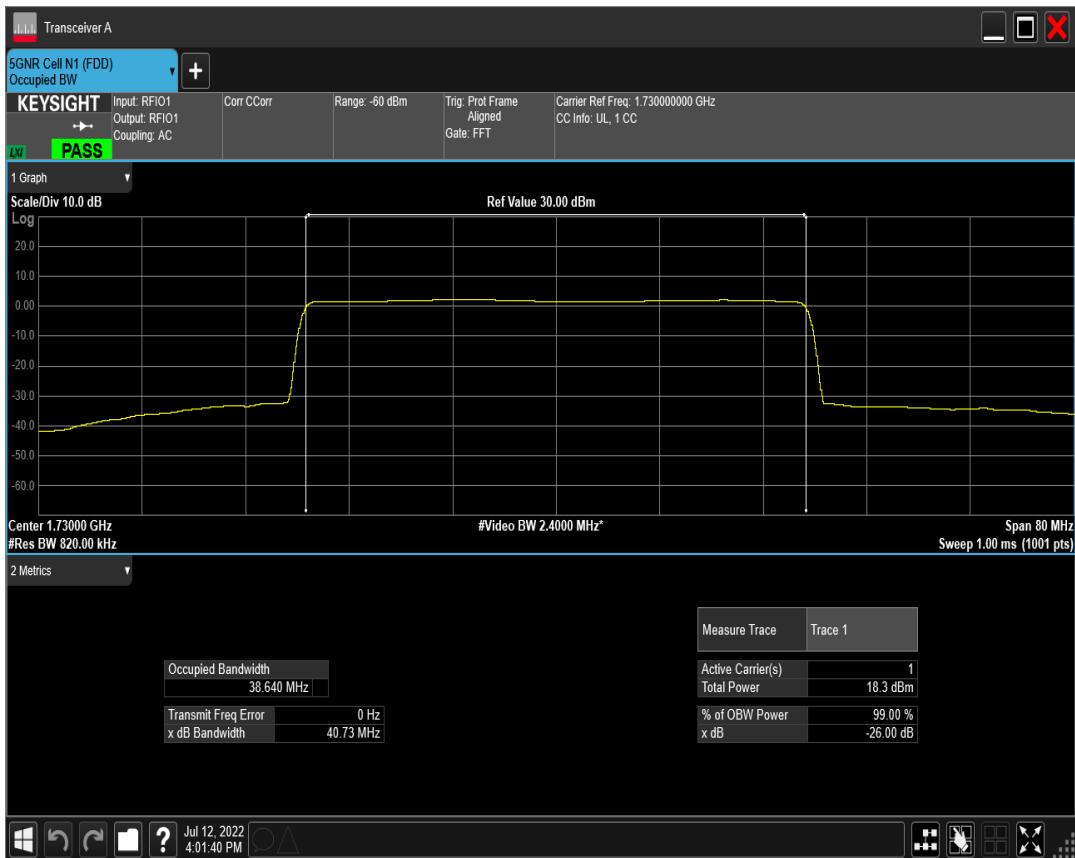 Transceiver A
5GNR Cell N1 (FDD)
Occupied BW
+
KEYSIGHT
LXI
PASS
Input: RFIO1
Output: RFIO1
Coupling: AC
Corr CCorr
Range: -60 dBm
Trig: Prot Frame
Aligned
Gate: FFT
Carrier Ref Freq: 1.730000000 GHz
CC Info: UL, 1 CC
1 Graph
Scale/Div 10.0 dB
Ref Value 30.00 dBm
Log
20.0
10.0
0.00
-10.0
-20.0
-30.0
-40.0
-50.0
-60.0
Center 1.73000 GHz
#Video BW 2.4000 MHz*
Span 80 MHz
#Res BW 820.00 kHz
Sweep 1.00 ms (1001 pts)
2 Metrics
Measure Trace Trace 1
Occupied Bandwidth
38.640 MHz
Active Carrier(s) 1
Total Power 18.3 dBm
Transmit Freq Error 0 Hz
x dB Bandwidth 40.73 MHz
% of OBW Power 99.00 %
x dB -26.00 dB
?
Jul 12, 2022
4:01:40 PM